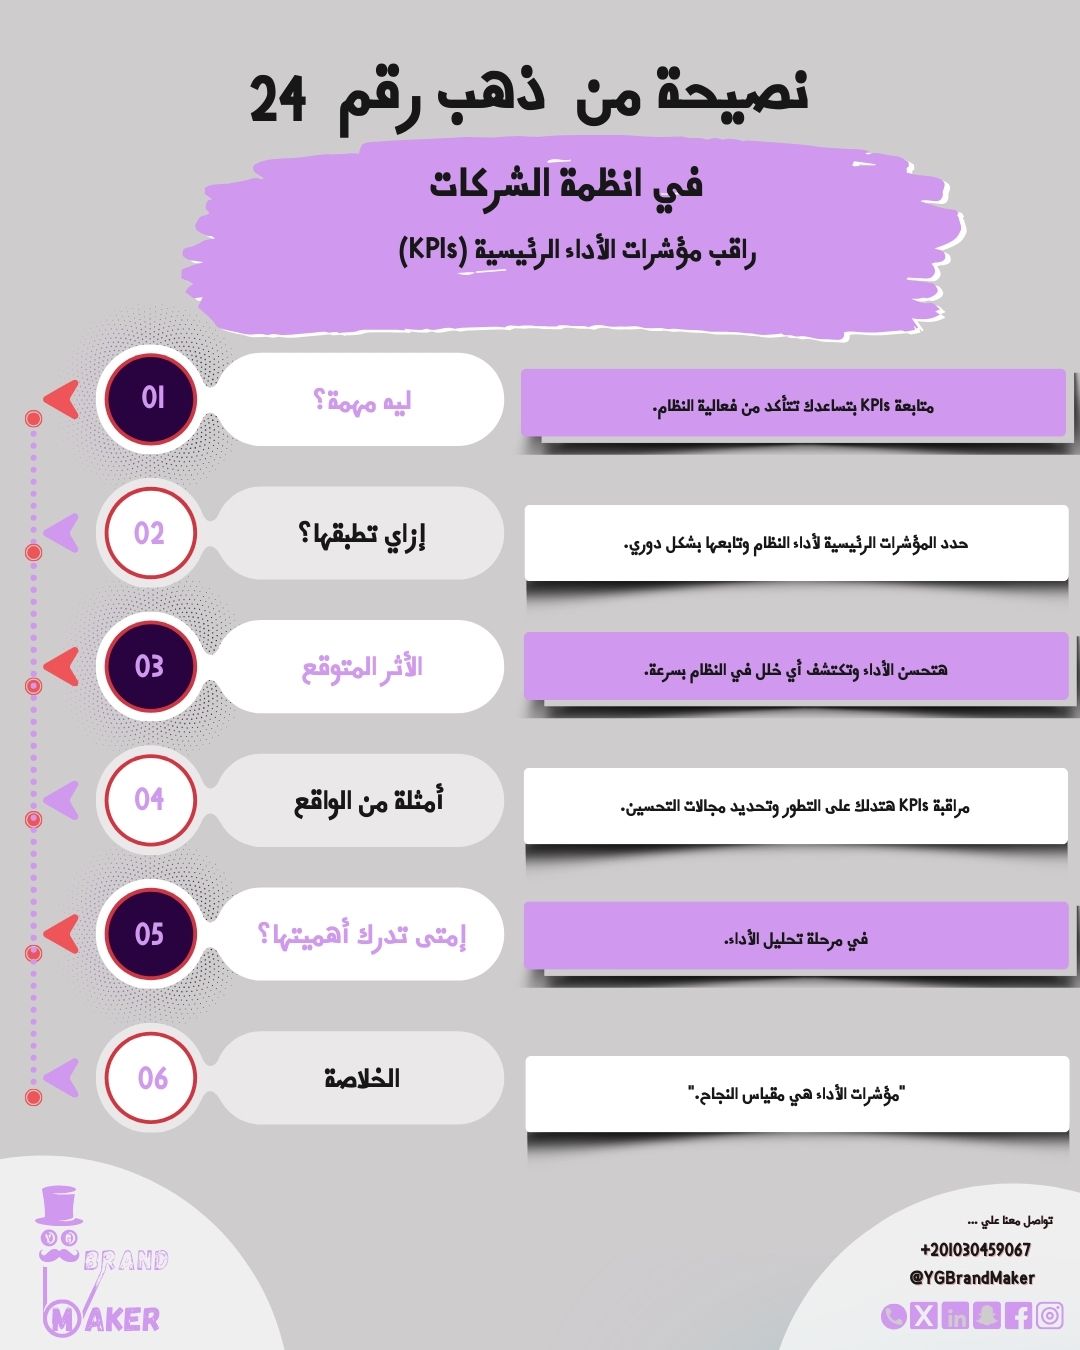 نصيحة من ذهب رقم 24
في انظمة الشركات
راقب مؤشرات الأداء الرئيسية (KPIs)
01
ليه مهمة؟
متابعة KPIs بتساعدك تتأكد من فعالية النظام.
02
إزاي تطبقها؟
حدد المؤشرات الرئيسية لأداء النظام وتابعها بشكل دوري.
03
الأثر المتوقع
هتحسن الأداء وتكتشف أي خلل في النظام بسرعة.
04
أمثلة من الواقع
مراقبة KPIs هتدلك على التطور وتحديد مجالات التحسين.
05
إمتى تدرك أهميتها؟
في مرحلة تحليل الأداء.
06
الخلاصة
"مؤشرات الأداء هي مقياس النجاح."
BRAND
MAKER
تواصل معنا علي ...
+201030459067
@YGBrandMaker